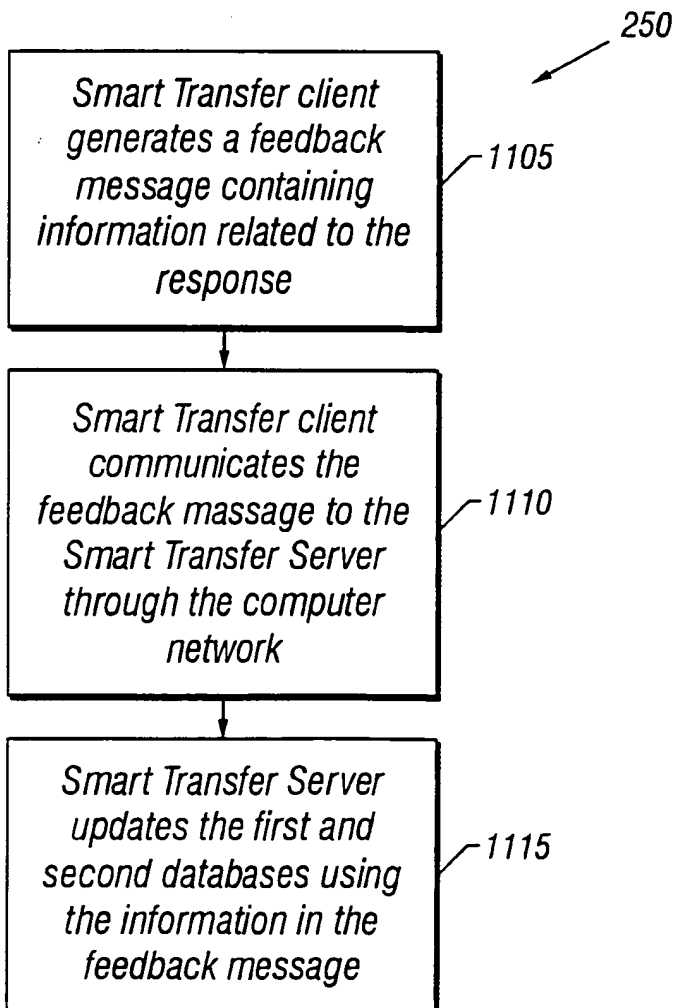 250
Smart Transfer client
generates a feedback
message containing
information related to the
response
1105
Smart Transfer client
communicates the
feedback massage to the
Smart Transfer Server
through the computer
network
1110
Smart Transfer Server
updates the first and
second databases using
the information in the
feedback message
1115